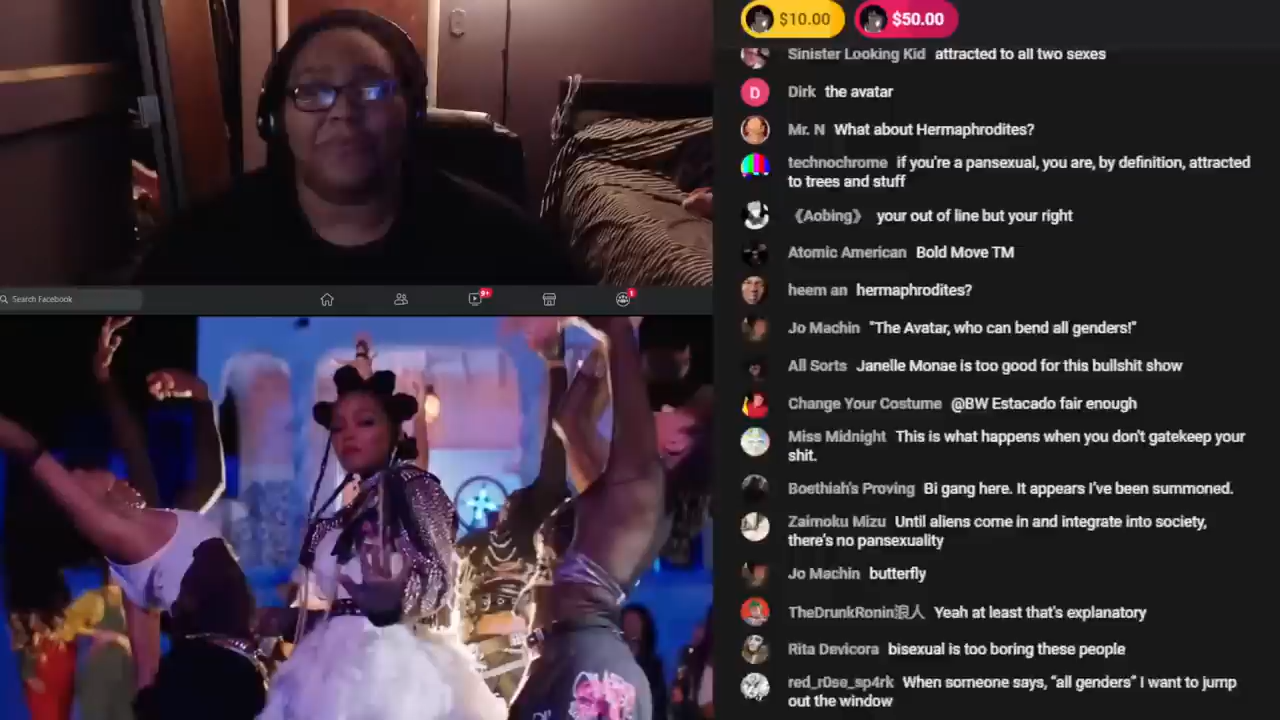 $10.00
$50.00
Sinister Looking Kid attracted to all two sexes
D
Dirk the avatar
Mr. N What about Hermaphrodites?
technochrome if you're a pansexual, you are, by definition, attracted
to trees and stuff
《Aobing》 your out of line but your right
Atomic American Bold Move TM
heem an hermaphrodites?
Jo Machin "The Avatar, who can bend all genders!"
All Sorts Janelle Monae is too good for this bullshit show
Change Your Costume @BW Estacado fair enough
Miss Midnight This is what happens when you don't gatekeep your
shit.
Boethiah's Proving Bi gang here. It appears I've been summoned.
Zaimoku Mizu Until aliens come in and integrate into society,
there's no pansexuality
Jo Machin butterfly
TheDrunkRonin浪人 Yeah at least that's explanatory
Rita Devicora bisexual is too boring these people
red_r0se_sp4rk When someone says, "all genders" I want to jump
out the window
Search Facebook
9+
1